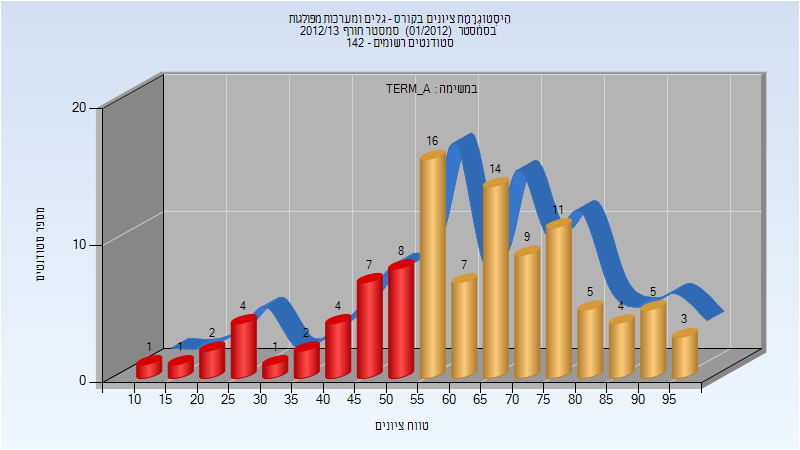 היסטוגרמת ציונים בקורס - גלים ומערכות מפולגות
בסמסטר (01/2012) סמסטר חורף 2012/13
סטודנטים רשומים - 142
במשימה : TERM_A
מספר סטודנטים
20
10
0
1 1 2 4 1 2 4 7 8 16 7 14 9 11 5 4 5 3
10 15 20 25 30 35 40 45 50 55 60 65 70 75 80 85 90 95
טווח ציונים